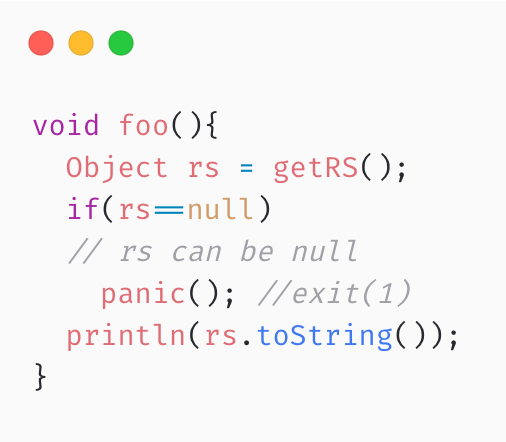 void foo(){
  Object rs = getRS();
  if(rs==null)
  // rs can be null
    panic(); //exit(1)
  println(rs.toString());
}